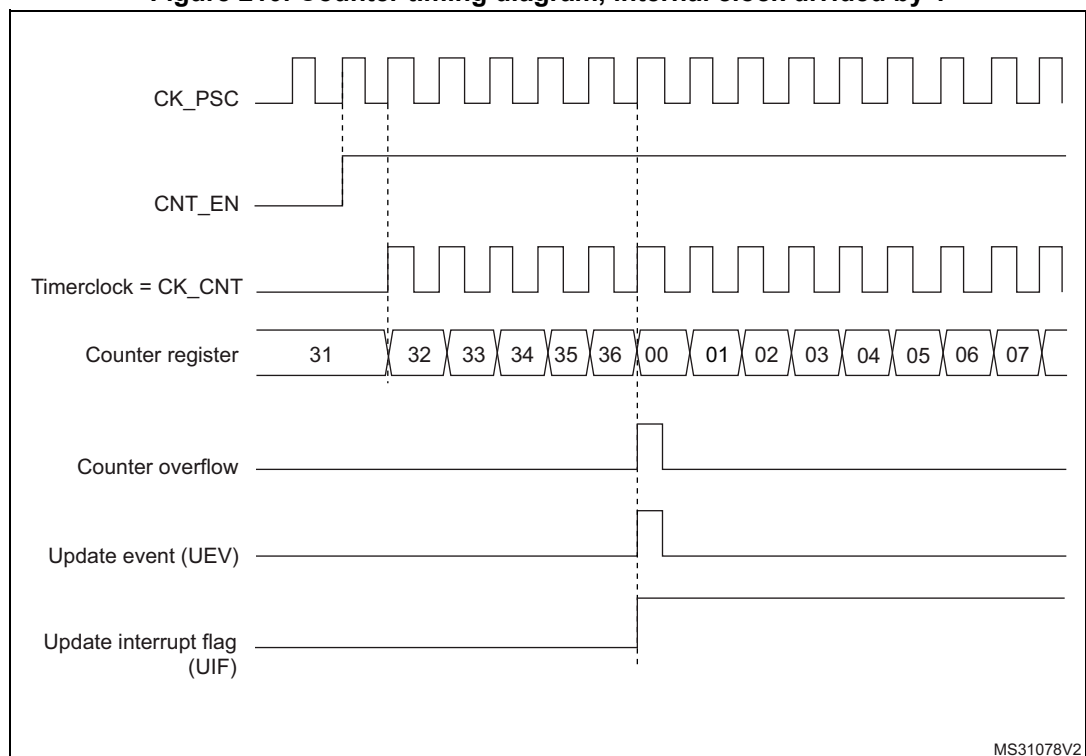 CK_PSC
CNT_EN
Timerclock = CK_CNT
Counter register 31 32 33 34 35 36 00 01 02 03 04 05 06 07
Counter overflow
Update event (UEV)
Update interrupt flag
(UIF)
MS31078V2